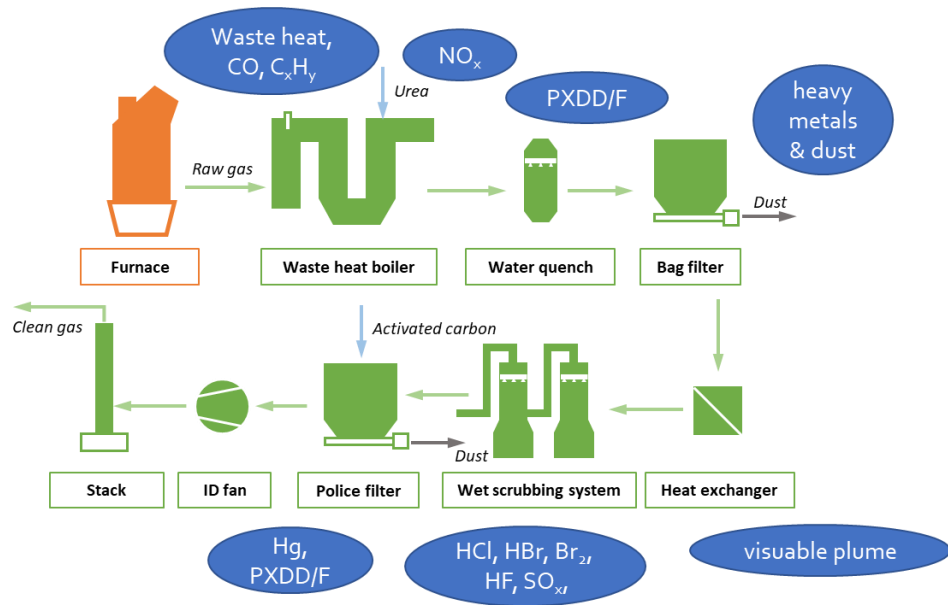 Waste heat,
CO, CₓHᵧ
NOₓ
Urea
PXDD/F
heavy
metals
& dust
Raw gas
Dust
Furnace
Waste heat boiler
Water quench
Bag filter
Clean gas
Activated carbon
Dust
Stack
ID fan
Police filter
Wet scrubbing system
Heat exchanger
Hg,
PXDD/F
HCl, HBr, Br₂,
HF, SOₓ,
visuable plume